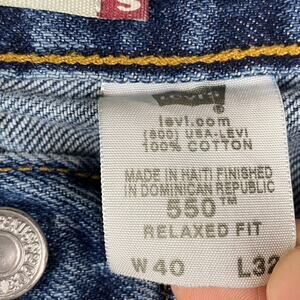 S
levi.com
(800) USA-LEVI
100% COTTON
MADE IN HAITI FINISHED
IN DOMINICAN REPUBLIC
550™
RELAXED FIT
W 40 L32